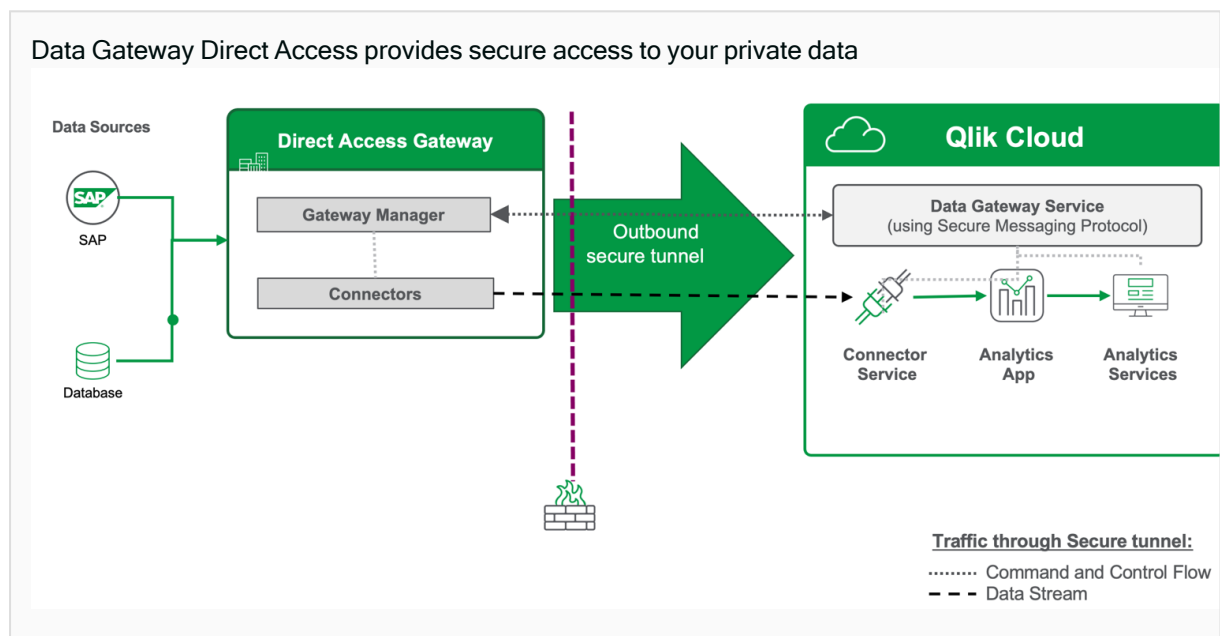 Data Gateway Direct Access provides secure access to your private data
Data Sources
SAP
SAP
Database
Direct Access Gateway
Gateway Manager
Connectors
Outbound
secure tunnel
Qlik Cloud
Data Gateway Service
(using Secure Messaging Protocol)
Connector
Service
Analytics
App
Analytics
Services
Traffic through Secure tunnel:
Command and Control Flow
Data Stream